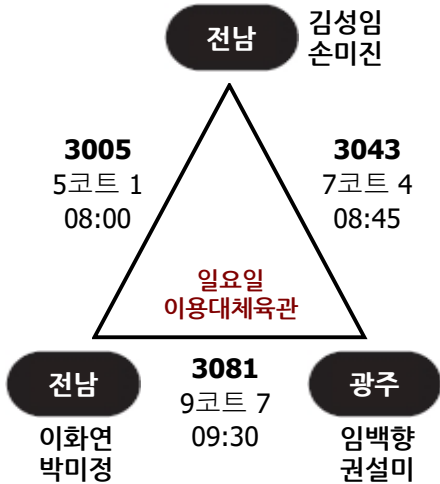 전남
김성임
손미진
3005
5코트 1
08:00
3043
7코트 4
08:45
일요일
이용대체육관
전남
이화연
박미정
3081
9코트 7
09:30
광주
임백향
권설미